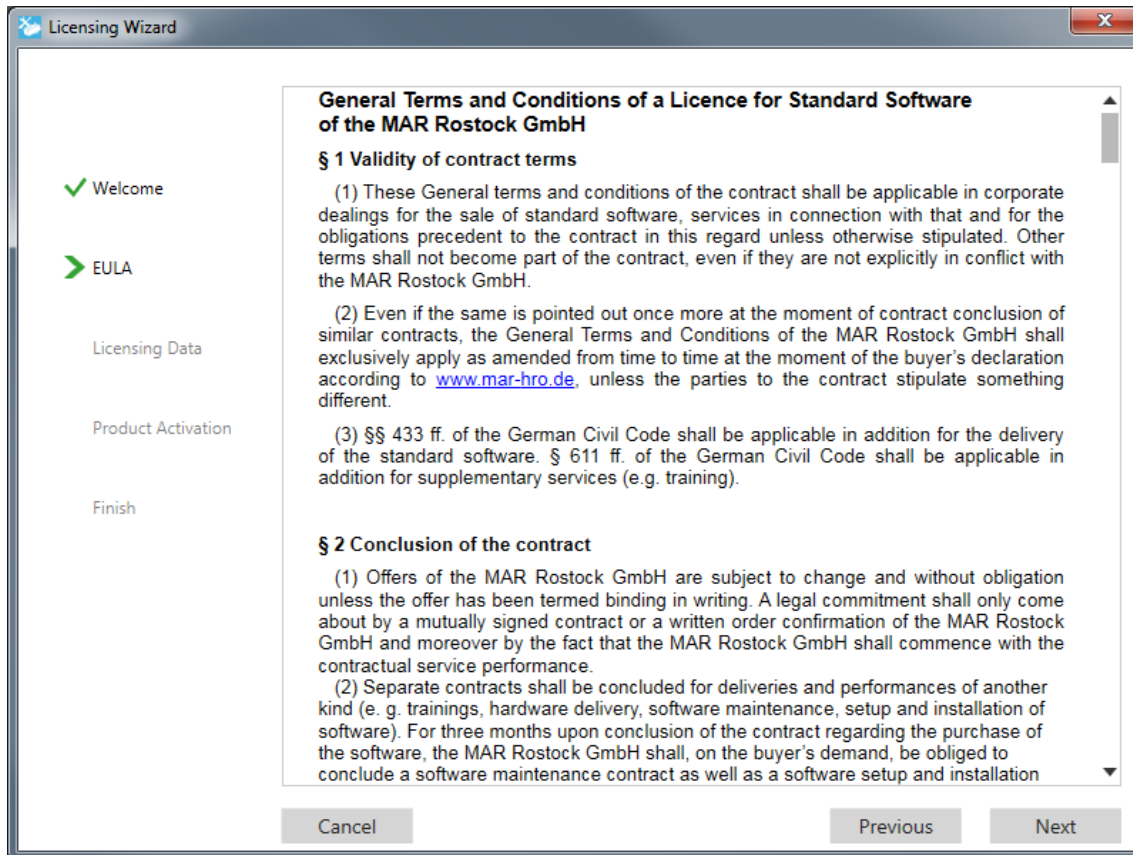 Licensing Wizard
Welcome
EULA
Licensing Data
Product Activation
Finish
General Terms and Conditions of a Licence for Standard Software
of the MAR Rostock GmbH
§ 1 Validity of contract terms
(1) These General terms and conditions of the contract shall be applicable in corporate
dealings for the sale of standard software, services in connection with that and for the
obligations precedent to the contract in this regard unless otherwise stipulated. Other
terms shall not become part of the contract, even if they are not explicitly in conflict with
the MAR Rostock GmbH.
(2) Even if the same is pointed out once more at the moment of contract conclusion of
similar contracts, the General Terms and Conditions of the MAR Rostock GmbH shall
exclusively apply as amended from time to time at the moment of the buyer's declaration
according to www.mar-hro.de, unless the parties to the contract stipulate something
different.
(3) §§ 433 ff. of the German Civil Code shall be applicable in addition for the delivery
of the standard software. § 611 ff. of the German Civil Code shall be applicable in
addition for supplementary services (e.g. training).
§ 2 Conclusion of the contract
(1) Offers of the MAR Rostock GmbH are subject to change and without obligation
unless the offer has been termed binding in writing. A legal commitment shall only come
about by a mutually signed contract or a written order confirmation of the MAR Rostock
GmbH and moreover by the fact that the MAR Rostock GmbH shall commence with the
contractual service performance.
(2) Separate contracts shall be concluded for deliveries and performances of another
kind (e. g. trainings, hardware delivery, software maintenance, setup and installation of
software). For three months upon conclusion of the contract regarding the purchase of
the software, the MAR Rostock GmbH shall, on the buyer's demand, be obliged to
conclude a software maintenance contract as well as a software setup and installation
Cancel
Previous
Next